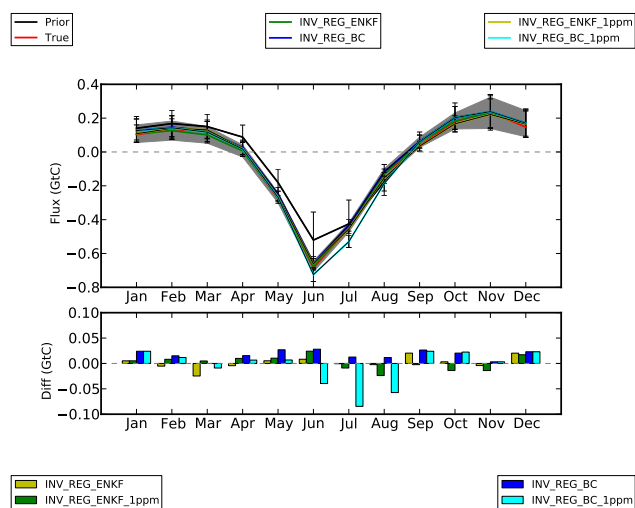 Prior
True
INV_REG_ENKF
INV_REG_BC
INV_REG_ENKF_1ppm
INV_REG_BC_1ppm
0.4
0.2
0.0
−0.2
−0.4
−0.6
−0.8
Flux (GtC)
Jan Feb Mar Apr May Jun Jul Aug Sep Oct Nov Dec
0.10
0.05
0.00
−0.05
−0.10
Diff (GtC)
Jan Feb Mar Apr May Jun Jul Aug Sep Oct Nov Dec
INV_REG_ENKF
INV_REG_ENKF_1ppm
INV_REG_BC
INV_REG_BC_1ppm